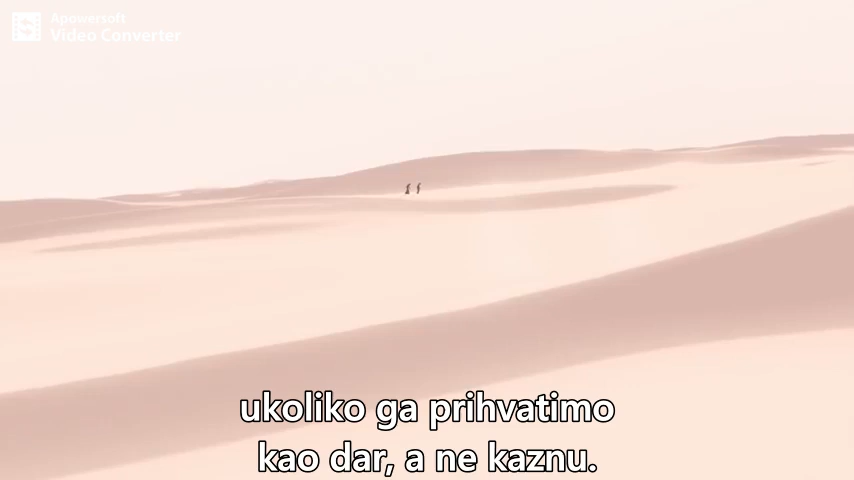 Apowersoft
Video Converter
ukoliko ga prihvatimo
kao dar, a ne kaznu.